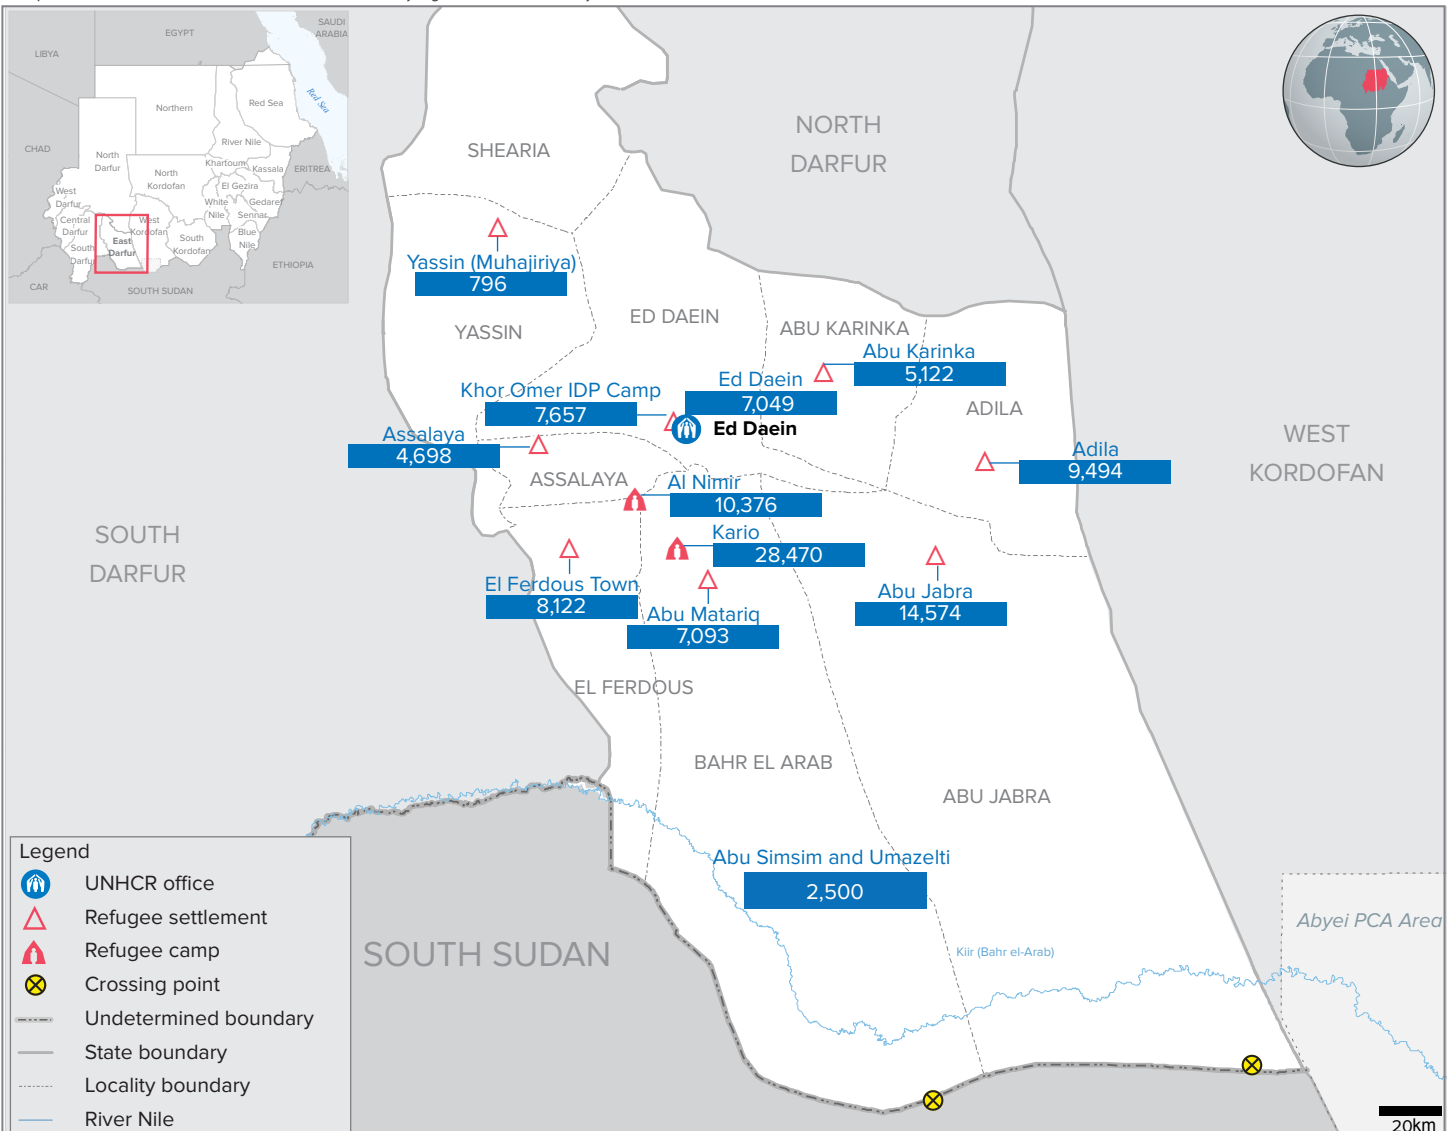 SAUDI
ARABIA
EGYPT
LIBYA
Red Sea
Northern
Red Sea
River Nile
CHAD
North
Darfur
Khartoum
Kassala
ERITREA
North
Kordofan
El Gezira
West
Darfur
White
Nile
Gedaref
Sennar
Central
Darfur
West
Kordofan
East
Darfur
South
Kordofan
Blue
Nile
South
Darfur
ETHIOPIA
CAR
SOUTH SUDAN
SHEARIA
NORTH
DARFUR
Yassin (Muhajiriya)
796
YASSIN
ED DAEIN
ABU KARINKA
Abu Karinka
5,122
Khor Omer IDP Camp
7,657
Ed Daein
7,049
Ed Daein
ADILA
Assalaya
4,698
Adila
9,494
WEST
KORDOFAN
ASSALAYA
Al Nimir
10,376
Kario
28,470
SOUTH
DARFUR
El Ferdous Town
8,122
Abu Matariq
7,093
Abu Jabra
14,574
EL FERDOUS
BAHR EL ARAB
ABU JABRA
Abu Simsim and Umazelti
2,500
SOUTH SUDAN
Kiir (Bahr el-Arab)
Abyei PCA Area
Legend
UNHCR office
Refugee settlement
Refugee camp
Crossing point
Undetermined boundary
State boundary
Locality boundary
River Nile
20km